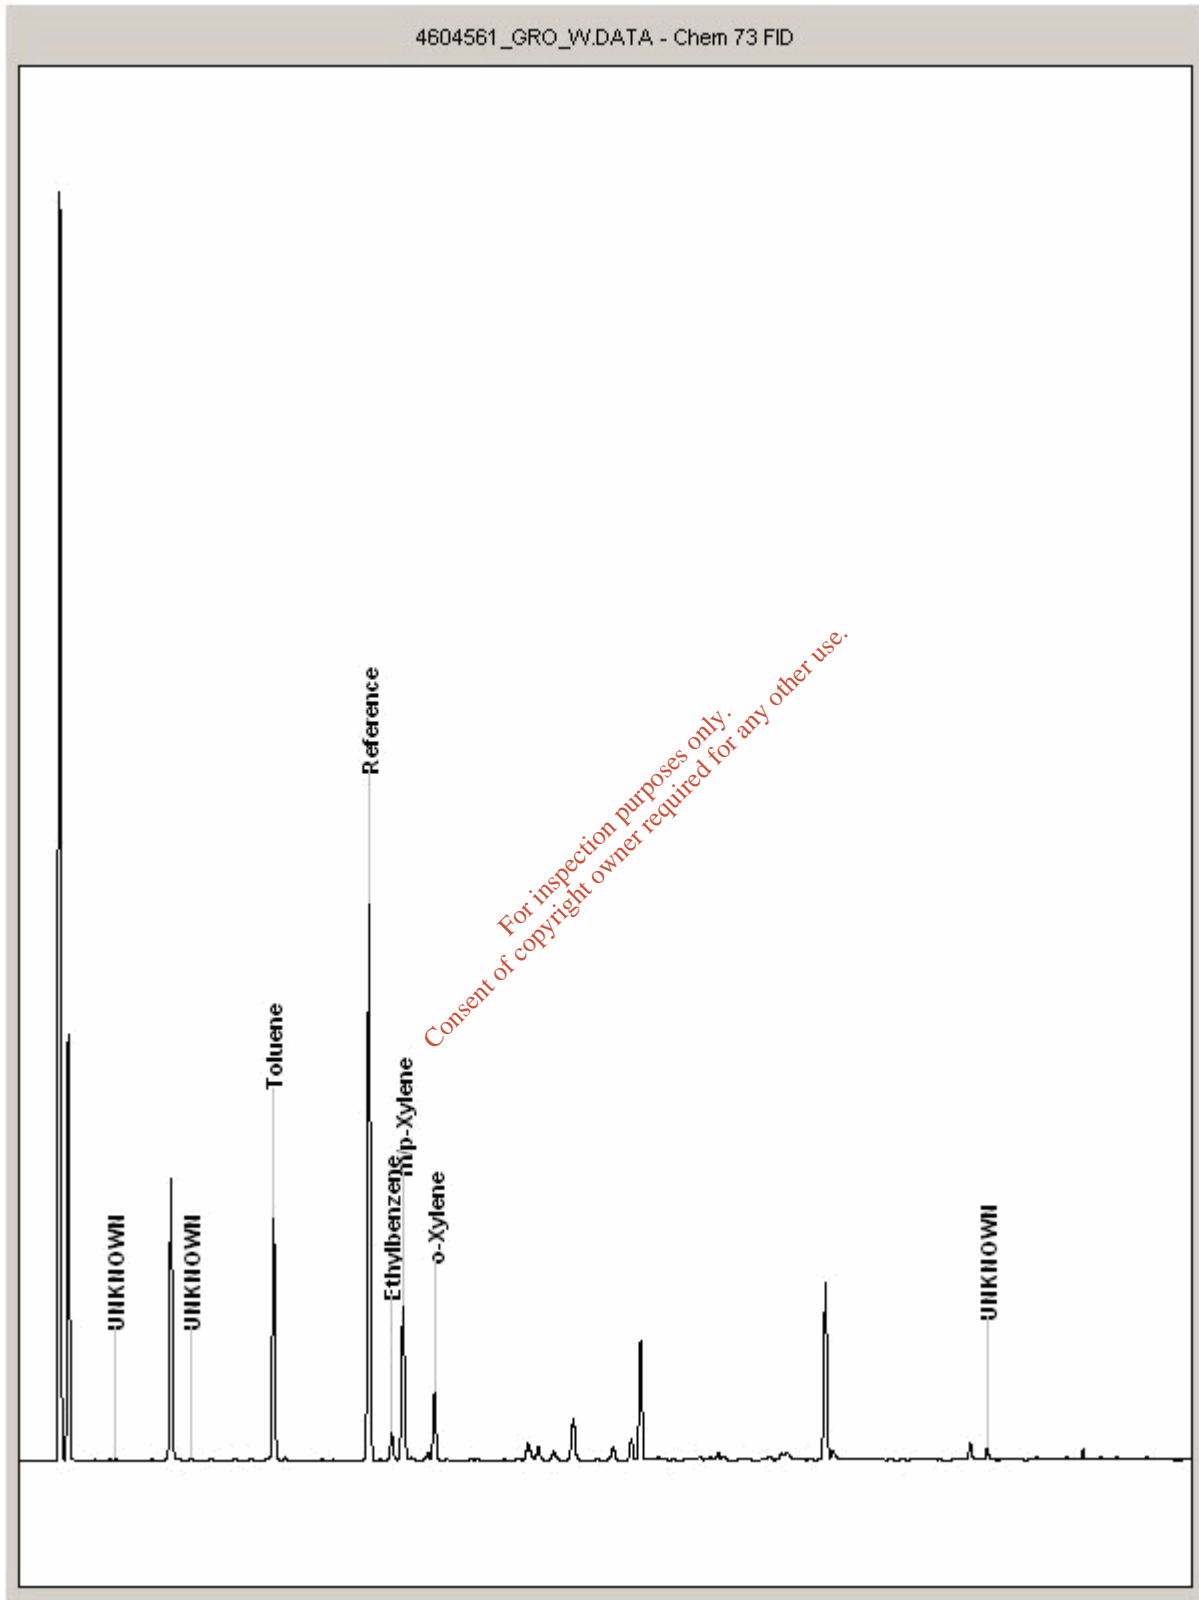 4604561_GRO_W.DATA - Chem 73 FID
UNKNOWN
UNKNOWN
Toluene
Reference
Ethylbenzene
m/p-Xylene
o-Xylene
UNKNOWN
For inspection purposes only.
Consent of copyright owner required for any other use.